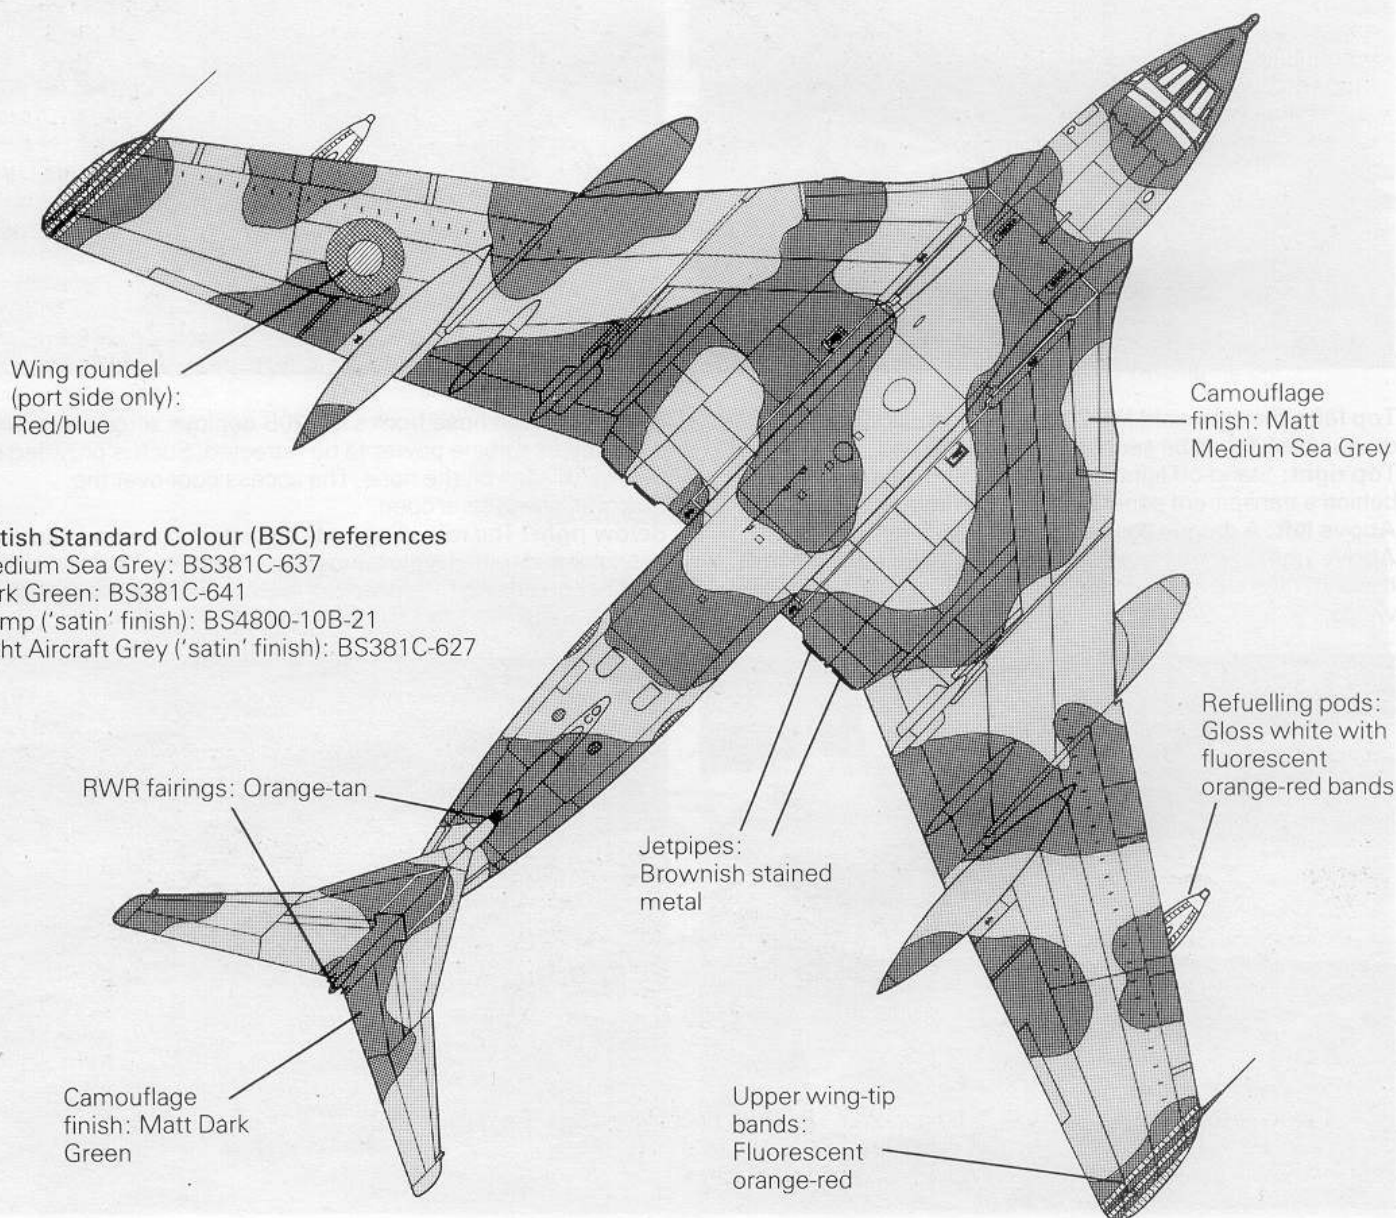 Wing roundel
(port side only):
Red/blue
Camouflage
finish: Matt
Medium Sea Grey
tish Standard Colour (BSC) references
edium Sea Grey: BS381C-637
rk Green: BS381C-641
mp ('satin' finish): BS4800-10B-21
ht Aircraft Grey ('satin' finish): BS381C-627
Refuelling pods:
Gloss white with
fluorescent
orange-red bands
RWR fairings: Orange-tan
Jetpipes:
Brownish stained
metal
Camouflage
finish: Matt Dark
Green
Upper wing-tip
bands:
Fluorescent
orange-red